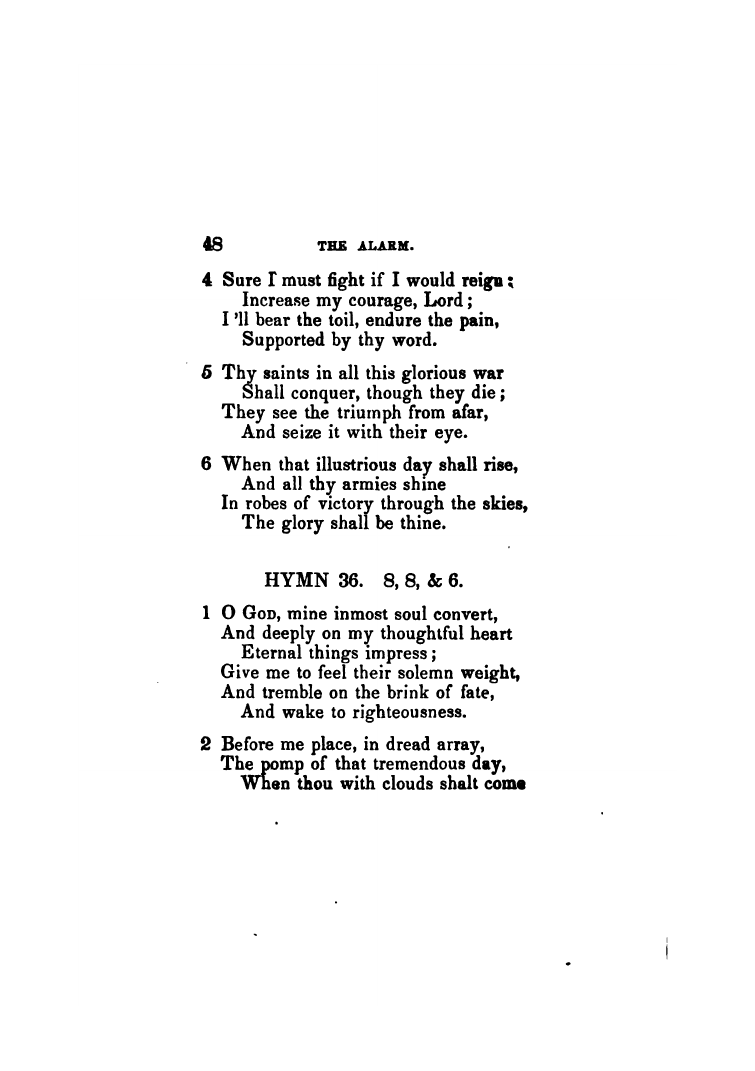 48 THE ALARM.
4 Sure I must fight if I would reign;
Increase my courage, Lord;
I 'll bear the toil, endure the pain,
Supported by thy word.
5 Thy saints in all this glorious war
Shall conquer, though they die;
They see the triumph from afar,
And seize it with their eye.
6 When that illustrious day shall rise,
And all thy armies shine
In robes of victory through the skies,
The glory shall be thine.
HYMN 36. 8, 8, & 6.
1 O GOD, mine inmost soul convert,
And deeply on my thoughtful heart
Eternal things impress;
Give me to feel their solemn weight,
And tremble on the brink of fate,
And wake to righteousness.
2 Before me place, in dread array,
The pomp of that tremendous day,
When thou with clouds shalt come